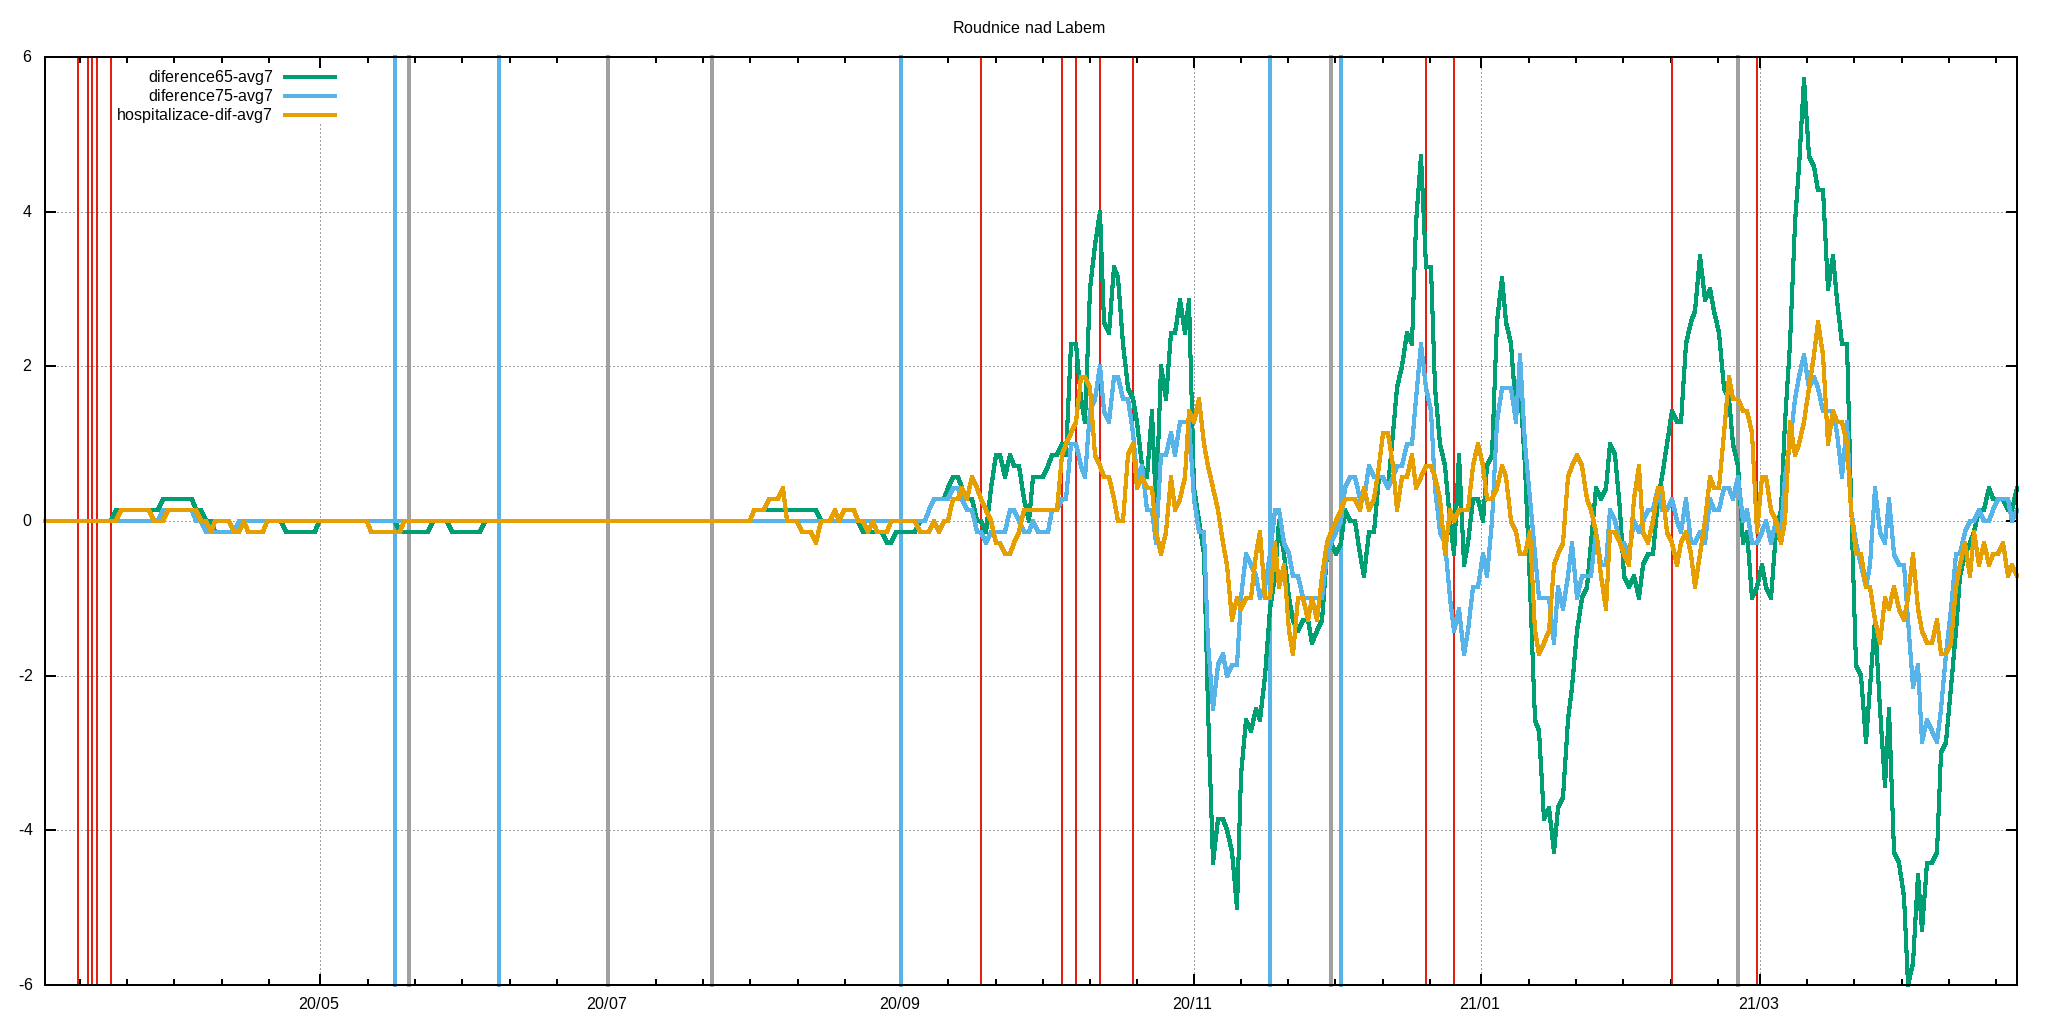 Roudnice nad Labem
diference65-avg7
diference75-avg7
hospitalizace-dif-avg7
6
4
2
0
-2
-4
-6
20/05 20/07 20/09 20/11 21/01 21/03